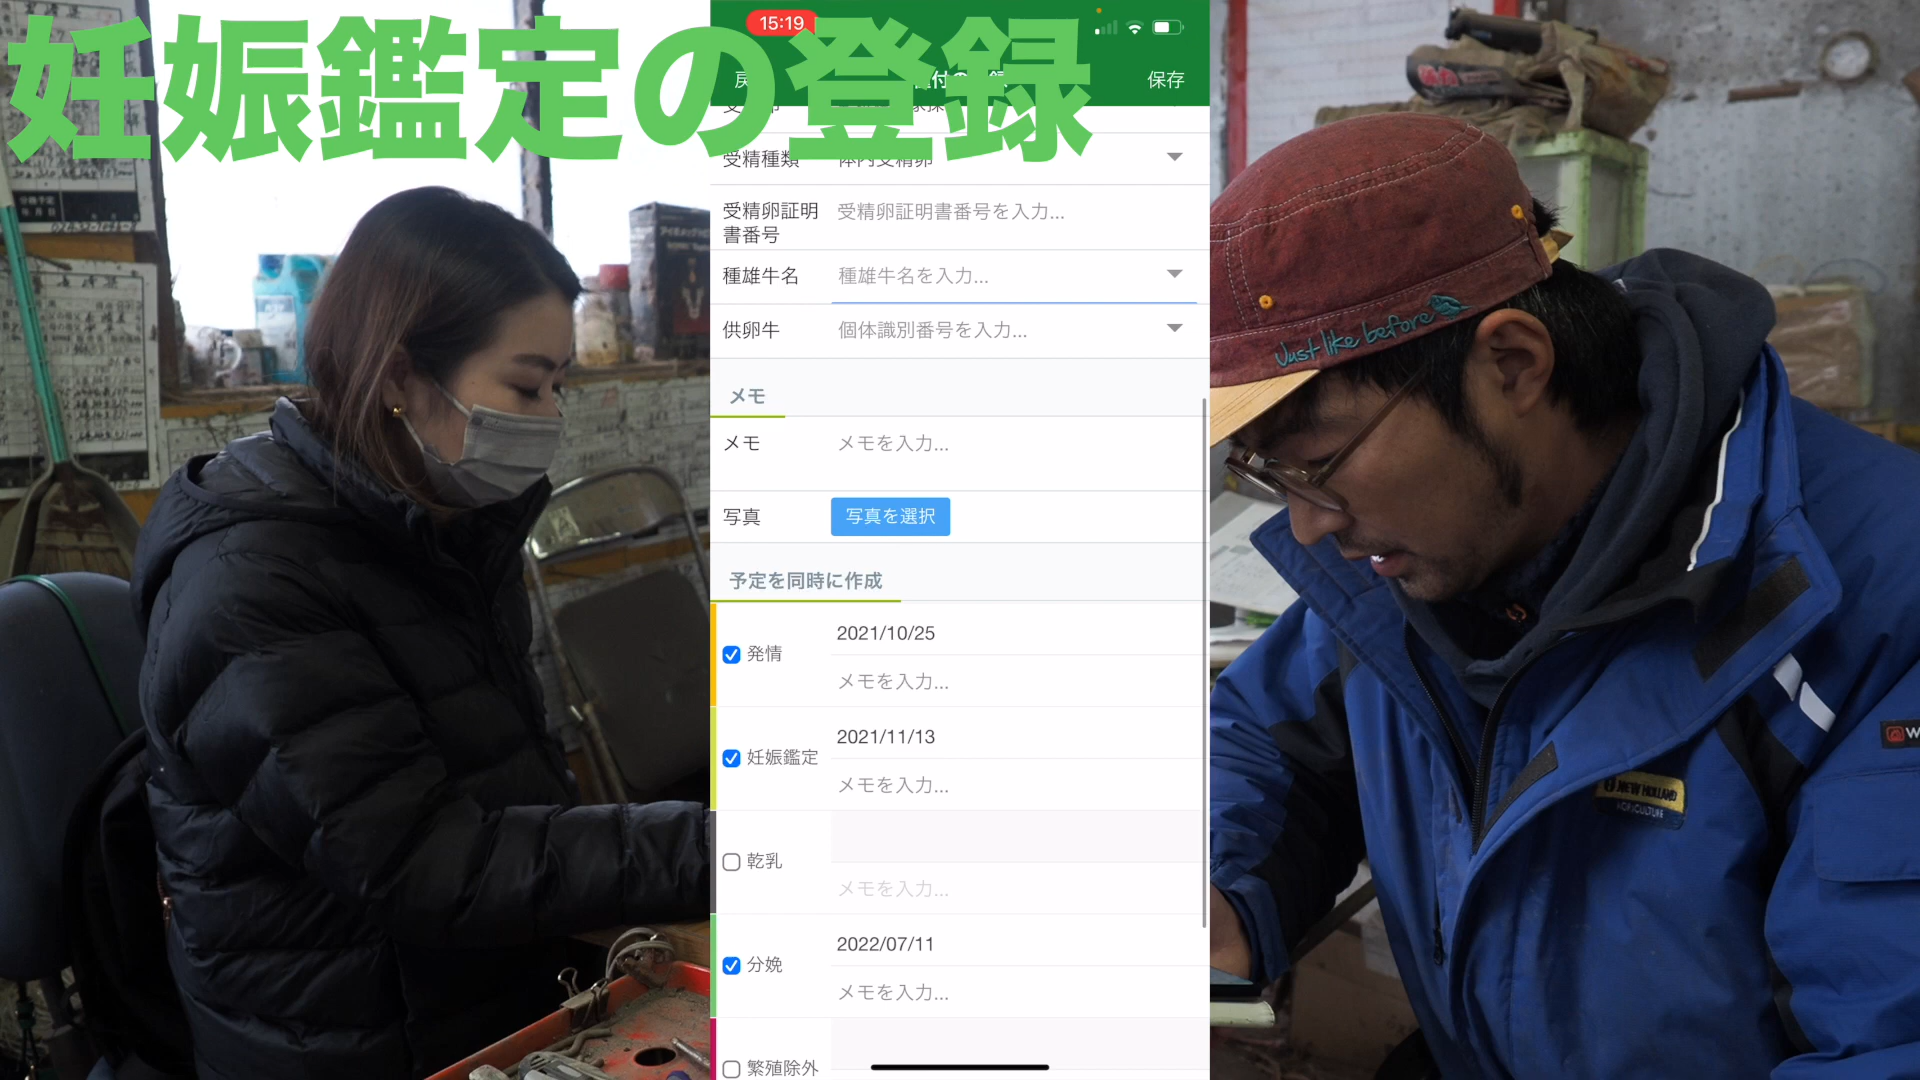 妊娠鑑定の登録
15:19
保存
受精種類
体内受精卵
受精卵証明書番号
受精卵証明書番号を入力...
種雄牛名
種雄牛名を入力...
供卵牛
個体識別番号を入力...
メモ
メモ
メモを入力...
写真
写真を選択
予定を同時に作成
発情
2021/10/25
メモを入力...
妊娠鑑定
2021/11/13
メモを入力...
乾乳
メモを入力...
分娩
2022/07/11
メモを入力...
繁殖除外
Just like before
NEW HOLLAND
AGRICULTURE